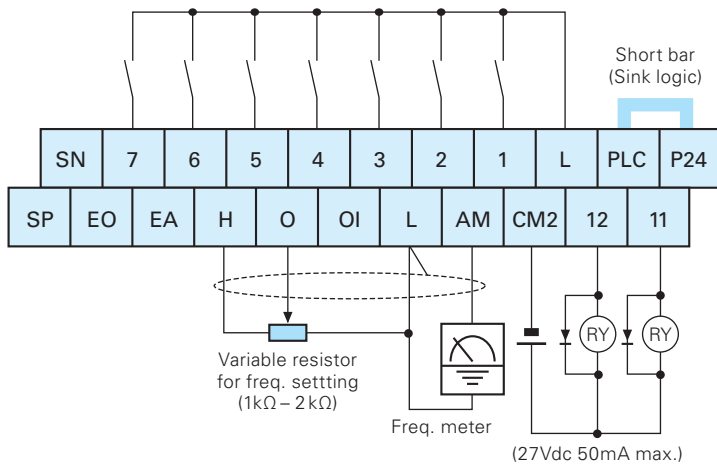 Short bar
(Sink logic)
SN 7 6 5 4 3 2 1 L PLC P24
SP EO EA H O OI L AM CM2 12 11
RY RY
Variable resistor
for freq. settting
(1kΩ – 2kΩ)
Freq. meter
(27Vdc 50mA max.)